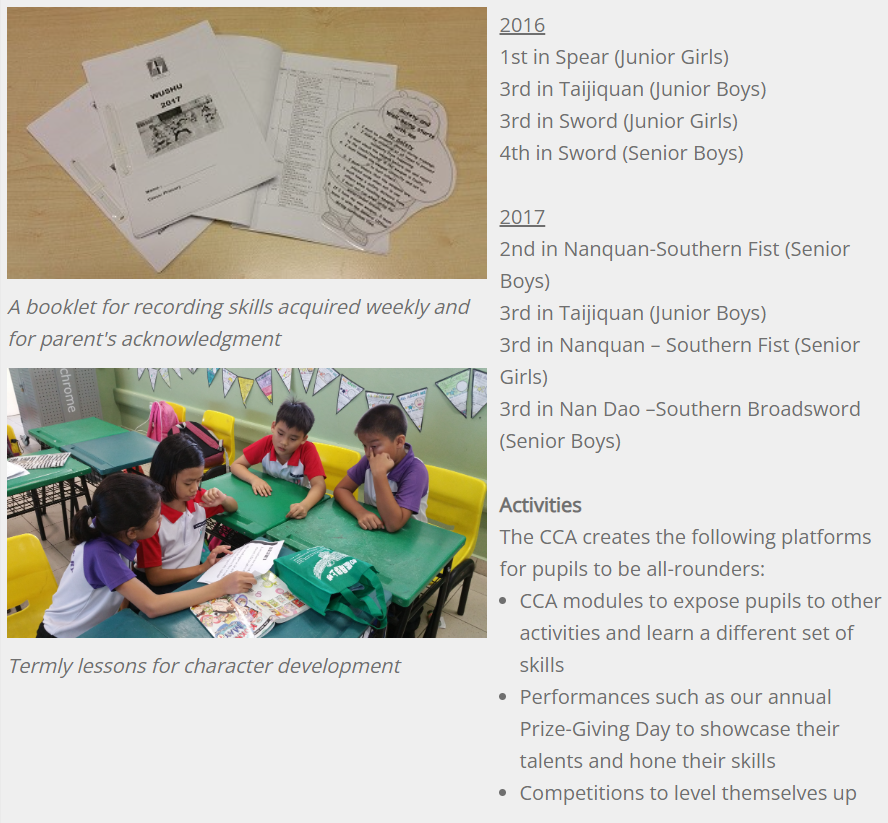 WUSHU
2017
Name :
Class: Primary
Safety and
Well-being starts
with me
My Safety
A booklet for recording skills acquired weekly and
for parent's acknowledgment
chrome
Termly lessons for character development
2016
1st in Spear (Junior Girls)
3rd in Taijiquan (Junior Boys)
3rd in Sword (Junior Girls)
4th in Sword (Senior Boys)
2017
2nd in Nanquan-Southern Fist (Senior
Boys)
3rd in Taijiquan (Junior Boys)
3rd in Nanquan – Southern Fist (Senior
Girls)
3rd in Nan Dao –Southern Broadsword
(Senior Boys)
Activities
The CCA creates the following platforms
for pupils to be all-rounders:
• CCA modules to expose pupils to other
activities and learn a different set of
skills
• Performances such as our annual
Prize-Giving Day to showcase their
talents and hone their skills
• Competitions to level themselves up